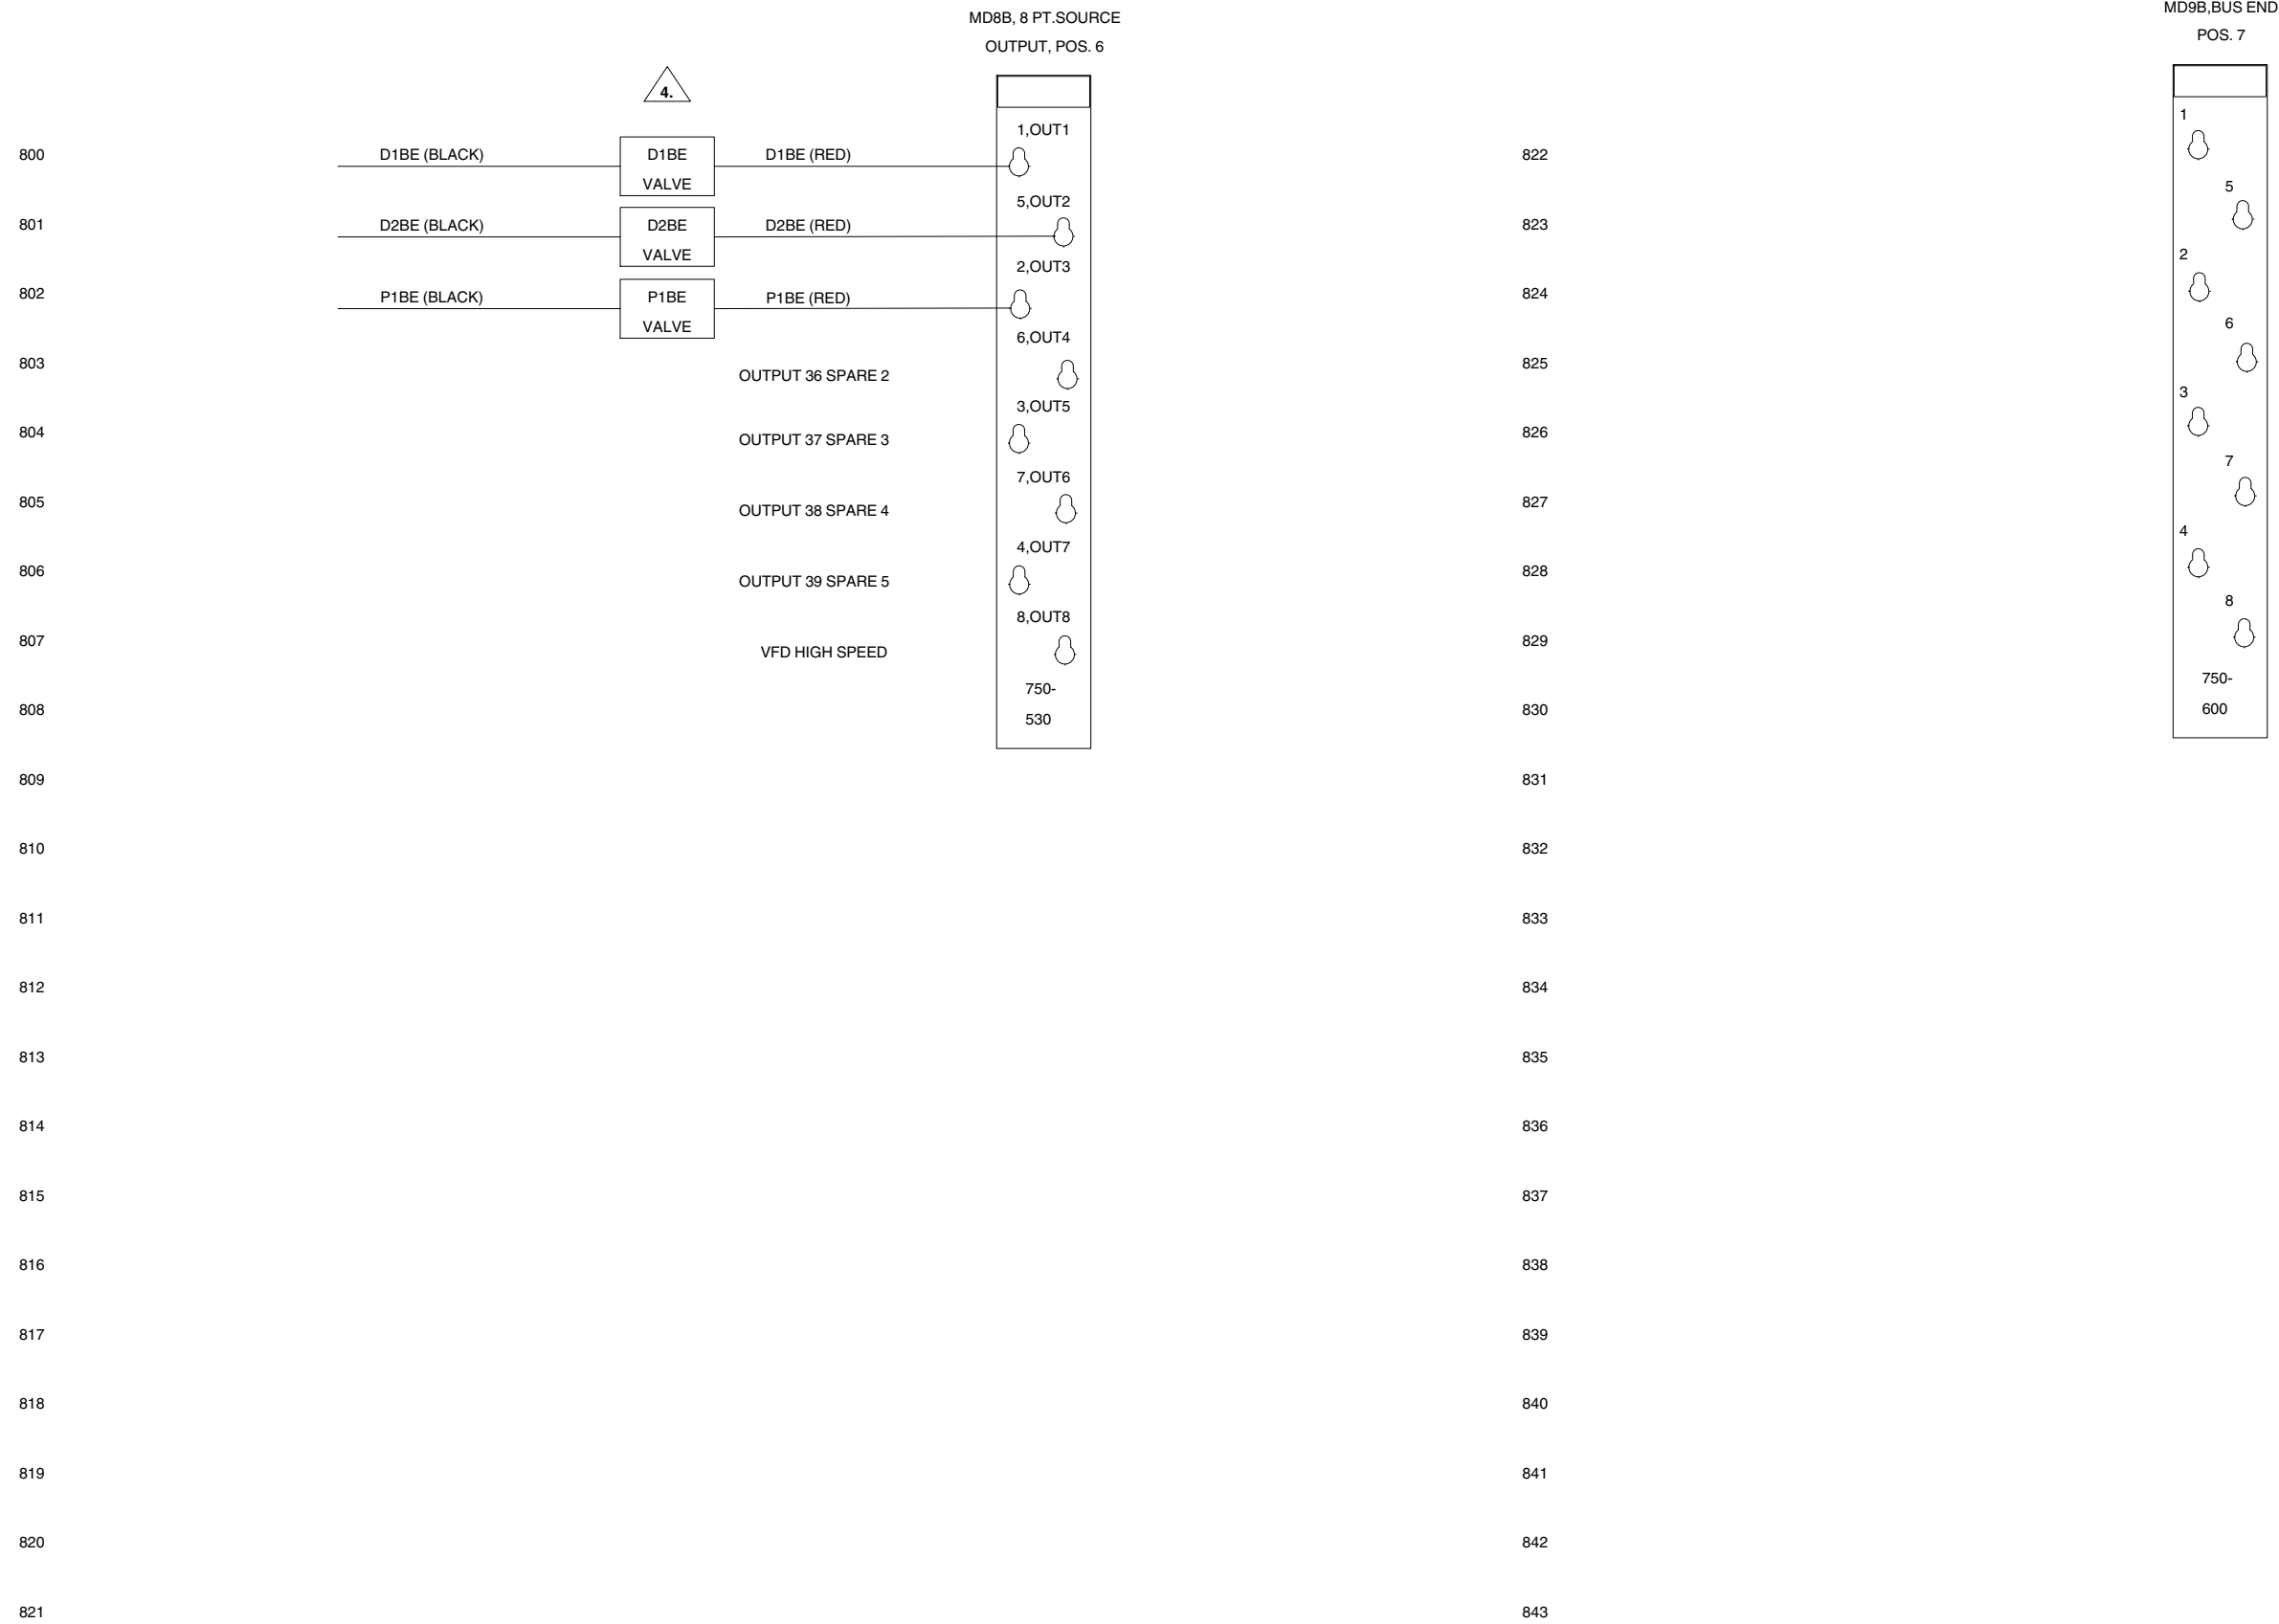 MD8B, 8 PT.SOURCE
OUTPUT, POS. 6
MD9B,BUS END
POS. 7
4.
1,OUT1
800
D1BE (BLACK)
D1BE
VALVE
D1BE (RED)
5,OUT2
801
D2BE (BLACK)
D2BE
VALVE
D2BE (RED)
2,OUT3
802
P1BE (BLACK)
P1BE
VALVE
P1BE (RED)
6,OUT4
803
OUTPUT 36 SPARE 2
3,OUT5
804
OUTPUT 37 SPARE 3
7,OUT6
805
OUTPUT 38 SPARE 4
4,OUT7
806
OUTPUT 39 SPARE 5
8,OUT8
807
VFD HIGH SPEED
750-
530
808
809
810
811
812
813
814
815
816
817
818
819
820
821
1
822
5
823
2
824
6
825
3
826
7
827
4
828
8
829
750-
600
830
831
832
833
834
835
836
837
838
839
840
841
842
843